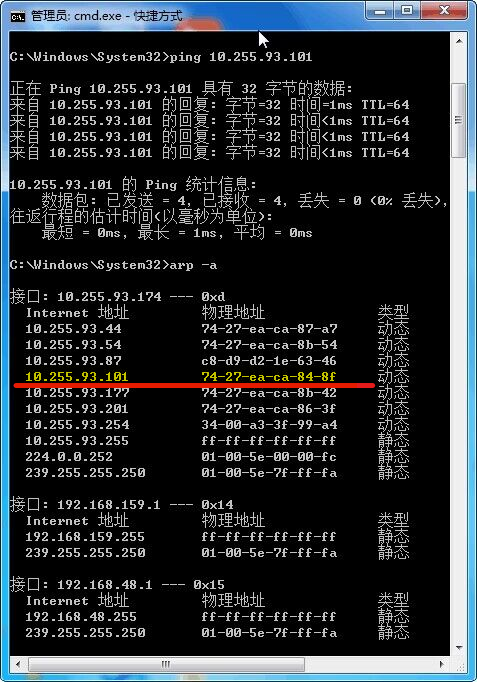 管理员: cmd.exe - 快捷方式
C:\Windows\System32>ping 10.255.93.101
正在 Ping 10.255.93.101 具有 32 字节的数据:
来自 10.255.93.101 的回复: 字节=32 时间=1ms TTL=64
来自 10.255.93.101 的回复: 字节=32 时间<1ms TTL=64
来自 10.255.93.101 的回复: 字节=32 时间<1ms TTL=64
来自 10.255.93.101 的回复: 字节=32 时间<1ms TTL=64
10.255.93.101 的 Ping 统计信息:
数据包: 已发送 = 4, 已接收 = 4, 丢失 = 0 (0% 丢失),
往返行程的估计时间(以毫秒为单位):
最短 = 0ms, 最长 = 1ms, 平均 = 0ms
C:\Windows\System32>arp -a
接口: 10.255.93.174 --- 0xd
Internet 地址 物理地址 类型
10.255.93.44 74-27-ea-ca-87-a7 动态
10.255.93.54 74-27-ea-ca-8b-54 动态
10.255.93.87 c8-d9-d2-1e-63-46 动态
10.255.93.101 74-27-ea-ca-84-8f 动态
10.255.93.177 74-27-ea-ca-8b-42 动态
10.255.93.201 74-27-ea-ca-86-3f 动态
10.255.93.254 34-00-a3-3f-99-a4 动态
10.255.93.255 ff-ff-ff-ff-ff-ff 静态
224.0.0.252 01-00-5e-00-00-fc 静态
239.255.255.250 01-00-5e-7f-ff-fa 静态
接口: 192.168.159.1 --- 0x14
Internet 地址 物理地址 类型
192.168.159.255 ff-ff-ff-ff-ff-ff 静态
239.255.255.250 01-00-5e-7f-ff-fa 静态
接口: 192.168.48.1 --- 0x15
Internet 地址 物理地址 类型
192.168.48.255 ff-ff-ff-ff-ff-ff 静态
239.255.255.250 01-00-5e-7f-ff-fa 静态